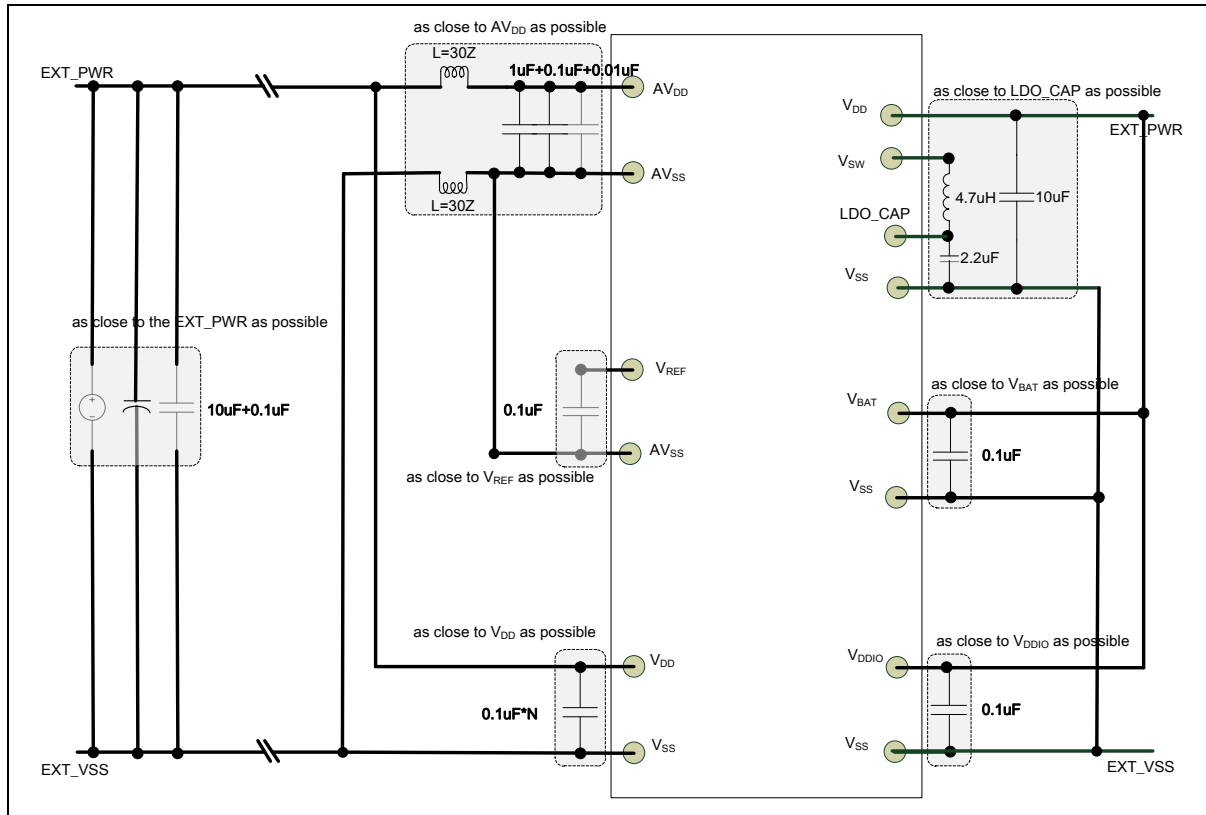 as close to AVDD as possible
L=30Z
EXT_PWR
1uF+0.1uF+0.01uF
AVDD
AVSS
L=30Z
as close to the EXT_PWR as possible
+
-
10uF+0.1uF
VREF
0.1uF
AVSS
as close to VREF as possible
as close to VDD as possible
VDD
0.1uF*N
VSS
EXT_VSS
as close to LDO_CAP as possible
VDD
EXT_PWR
VSW
4.7uH
10uF
LDO_CAP
2.2uF
VSS
as close to VBAT as possible
VBAT
0.1uF
VSS
as close to VDDIO as possible
VDDIO
0.1uF
VSS
EXT_VSS